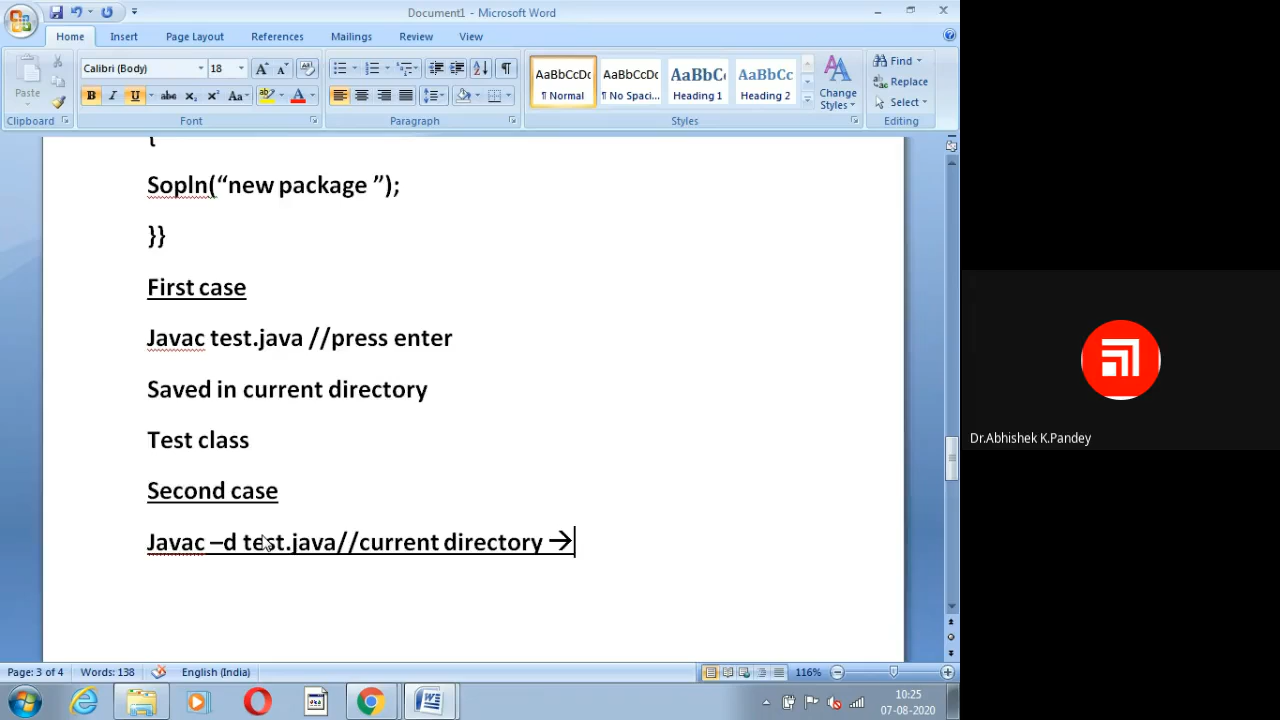 Document1 - Microsoft Word
Home Insert Page Layout References Mailings Review View
Paste
Calibri (Body) 18
AaBbCcDc AaBbCcDc AaBbCc AaBbCc
¶ Normal ¶ No Spaci... Heading 1 Heading 2
Change Styles
Find
Replace
Select
Clipboard Font Paragraph Styles Editing
{
Sopln(“new package ”);
}}
First case
Javac test.java //press enter
Saved in current directory
Test class
Second case
Javac –d test.java//current directory →
Dr.Abhishek K.Pandey
Page: 3 of 4 Words: 138 English (India) 116%
10:25
07-08-2020